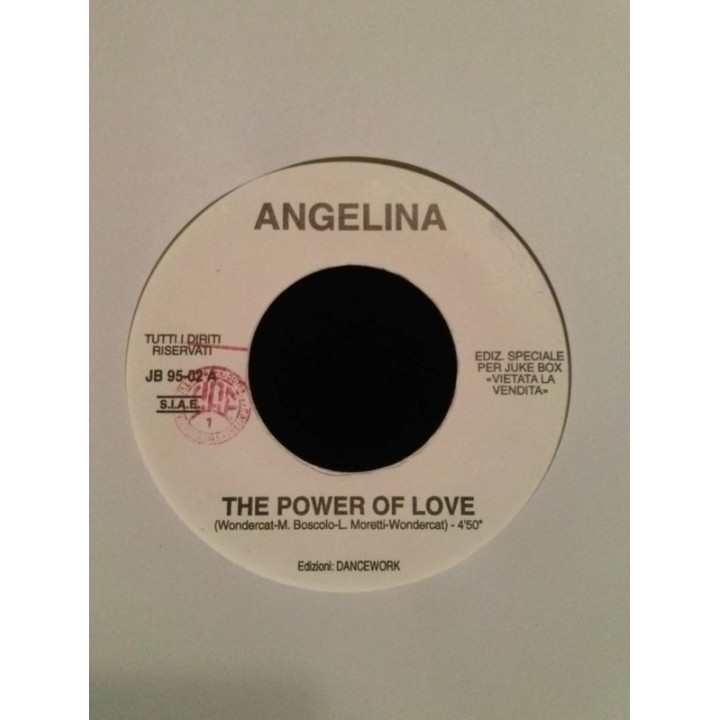 ANGELINA
TUTTI I DIRITI
RISERVATI
JB 95-02 A
S.I.A.E.
1
EDIZ. SPECIALE
PER JUKE BOX
«VIETATA LA
VENDITA»
THE POWER OF LOVE
(Wondercat-M. Boscolo-L. Moretti-Wondercat) - 4'50"
Edizioni: DANCEWORK